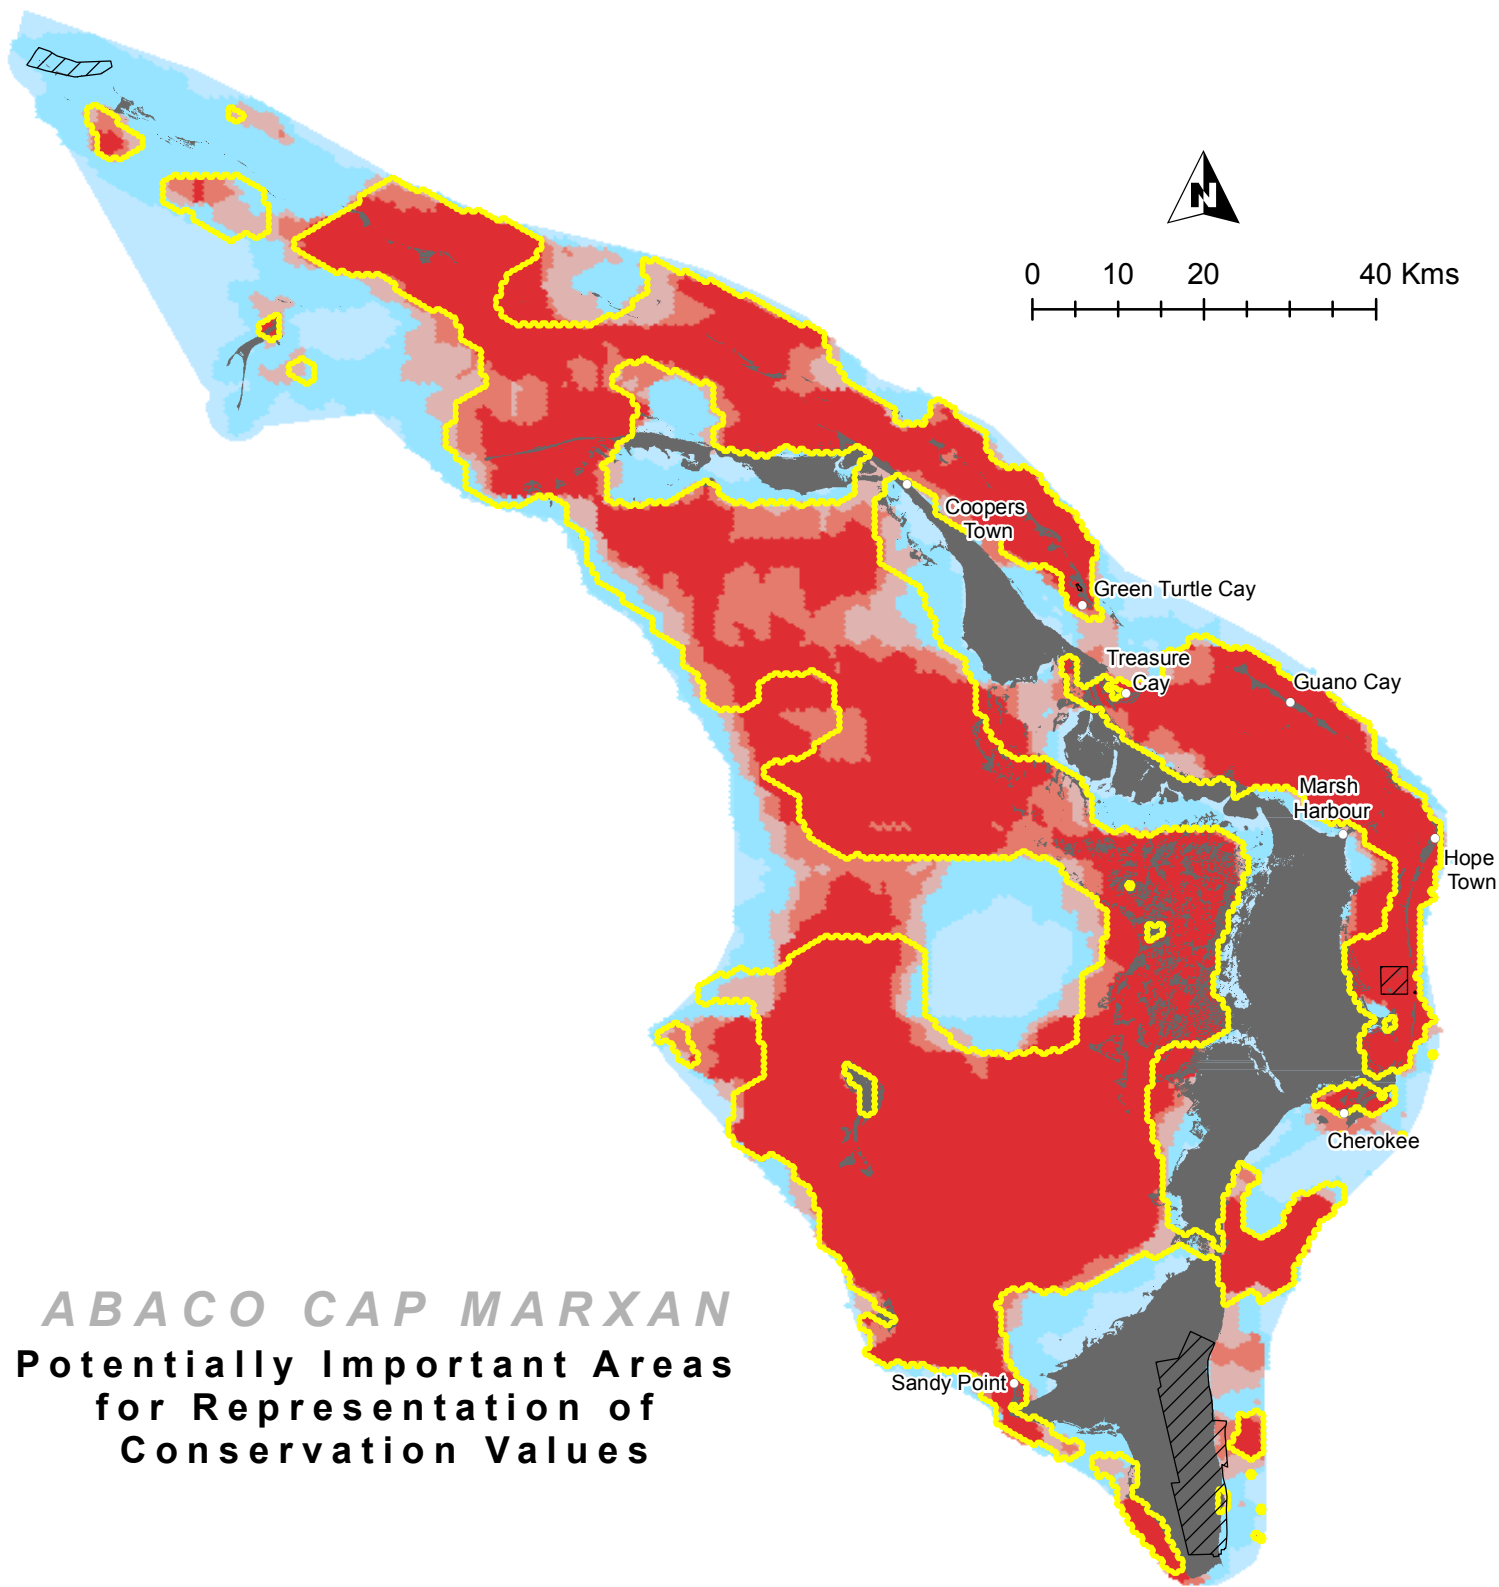 N
0 10 20 40 Kms
Coopers
Town
Green Turtle Cay
Treasure
Cay
Guano Cay
Marsh
Harbour
Hope
Town
Cherokee
Sandy Point
ABACO CAP MARXAN
Potentially Important Areas
for Representation of
Conservation Values